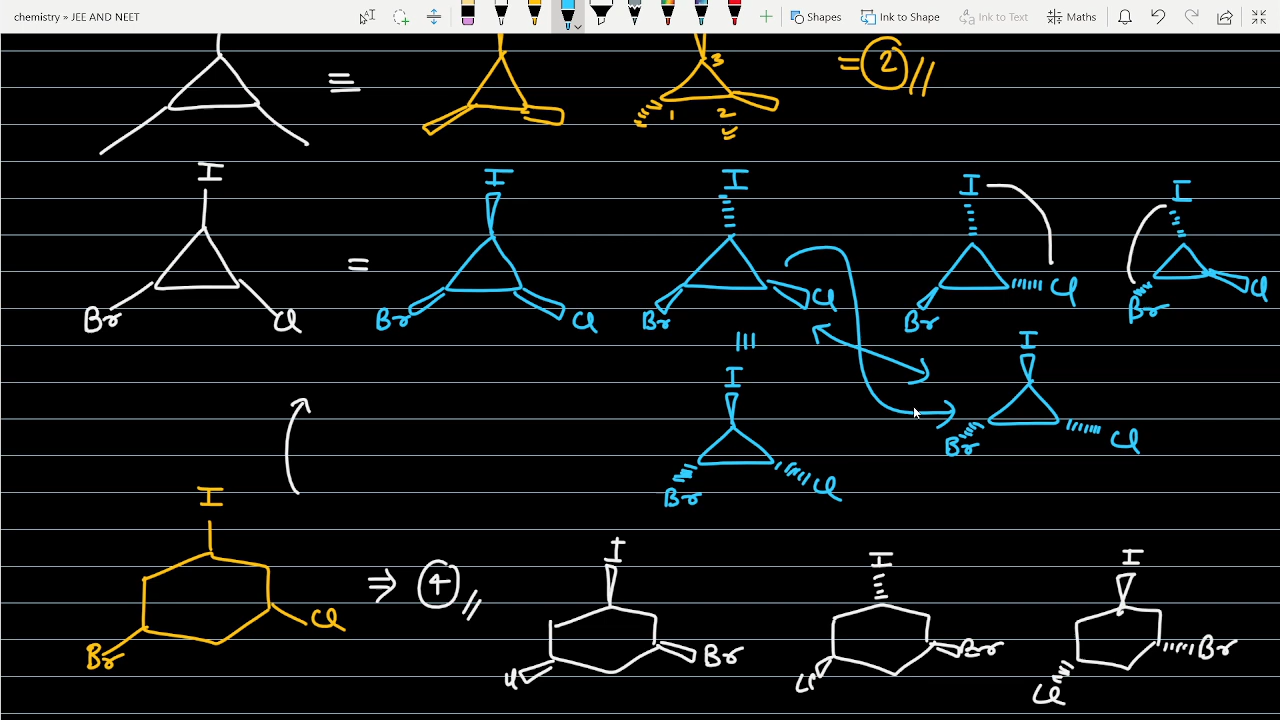 chemistry » JEE AND NEET
Shapes
Ink to Shape
Ink to Text
Maths
3
1
2
= 2 //
≡
I
Br
Cl
=
I
Br
Cl
I
Br
Cl
I
Br
Cl
I
Br
Cl
≡
I
Br
Cl
I
Br
Cl
I
Br
Cl
⇒ 4 //
I
Cl
Br
I
Cl
Br
I
Cl
Br